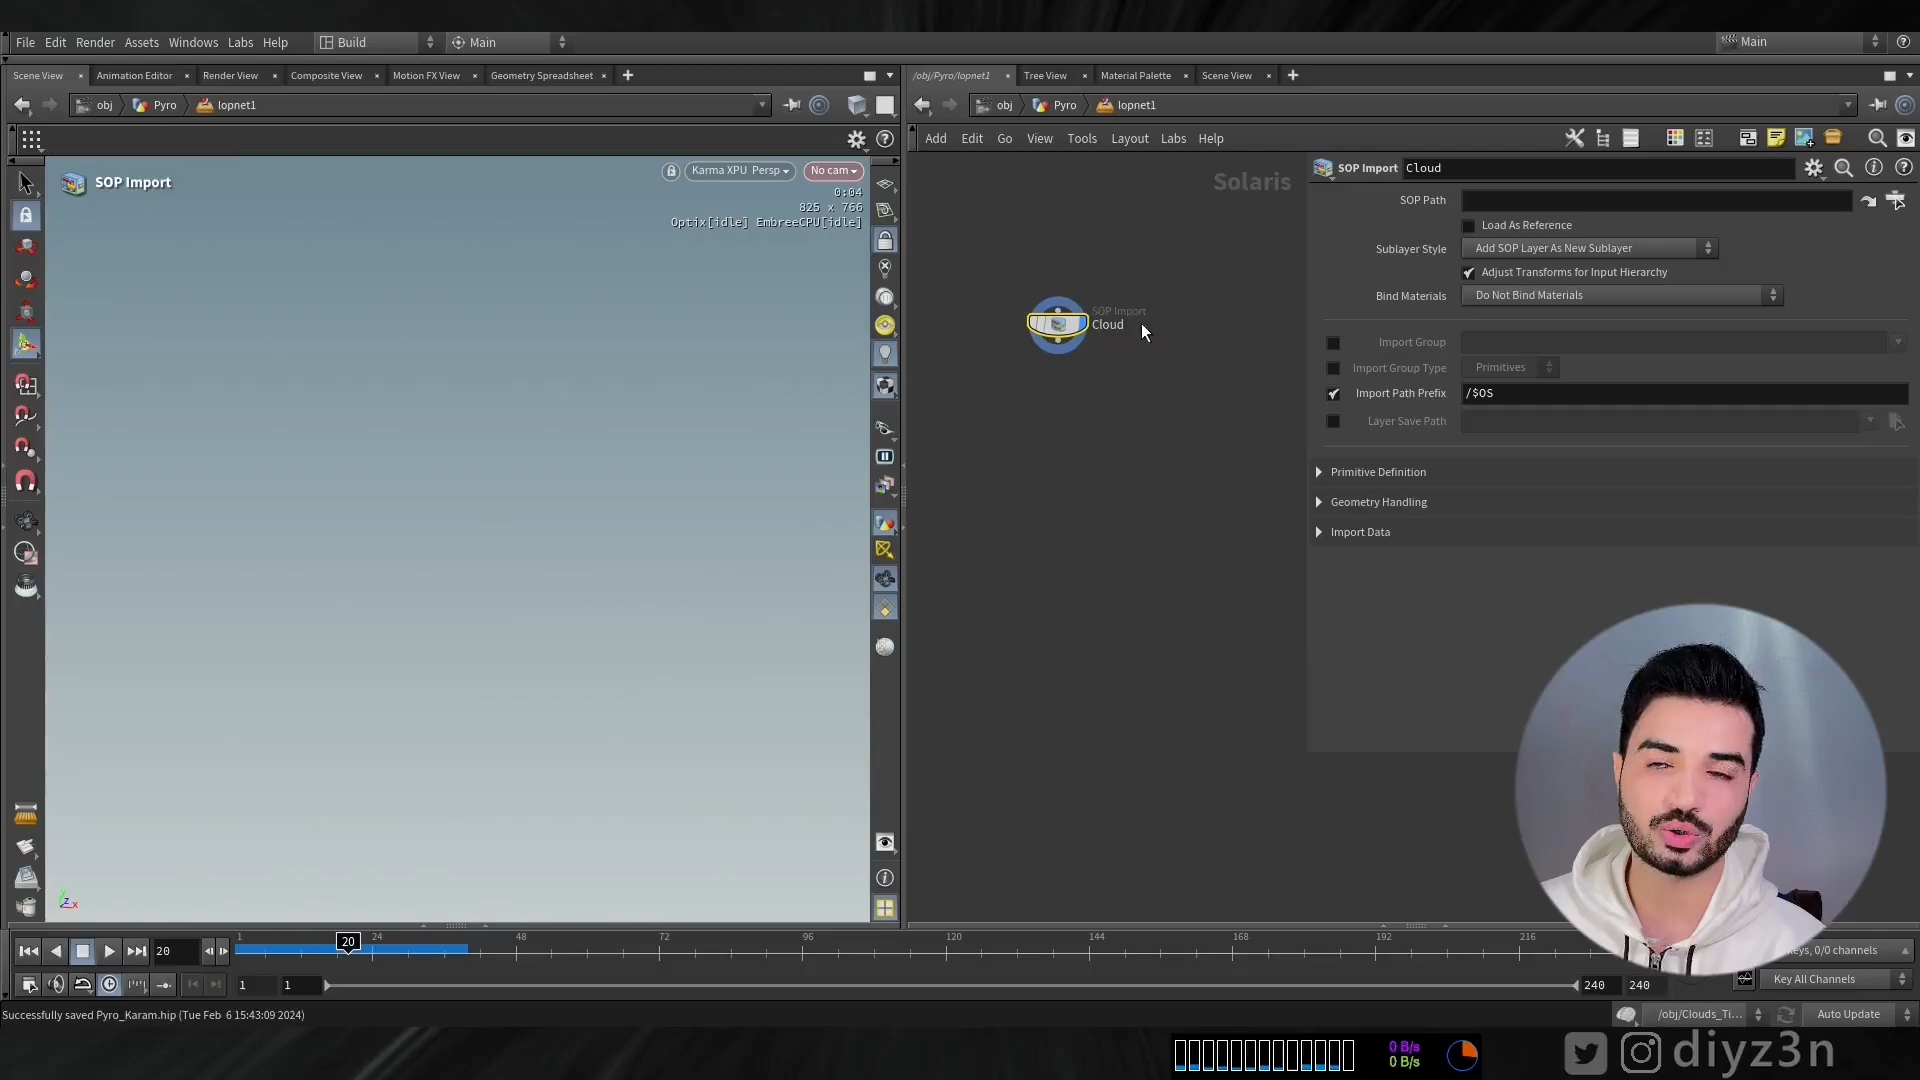 File Edit Render Assets Windows Labs Help Build Main Main
Scene View Animation Editor Render View Composite View Motion FX View Geometry Spreadsheet
/obj/Pyro/lopnet1 Tree View Material Palette Scene View
obj Pyro lopnet1
obj Pyro lopnet1
Add Edit Go View Tools Layout Labs Help
SOP Import
Karma XPU Persp No cam
0:04
825 x 766
Optix[idle] EmbreeCPU[idle]
Solaris
SOP Import
Cloud
SOP Import Cloud
SOP Path
Load As Reference
Sublayer Style Add SOP Layer As New Sublayer
Adjust Transforms for Input Hierarchy
Bind Materials Do Not Bind Materials
Import Group
Import Group Type Primitives
Import Path Prefix /$OS
Layer Save Path
Primitive Definition
Geometry Handling
Import Data
z x
20
1 20 24 48 72 96 120 144 168 192 216
keys, 0/0 channels
1 1 240 240
Key All Channels
Successfully saved Pyro_Karam.hip (Tue Feb 6 15:43:09 2024)
/obj/Clouds_Ti... Auto Update
0 B/s
0 B/s
diyz3n